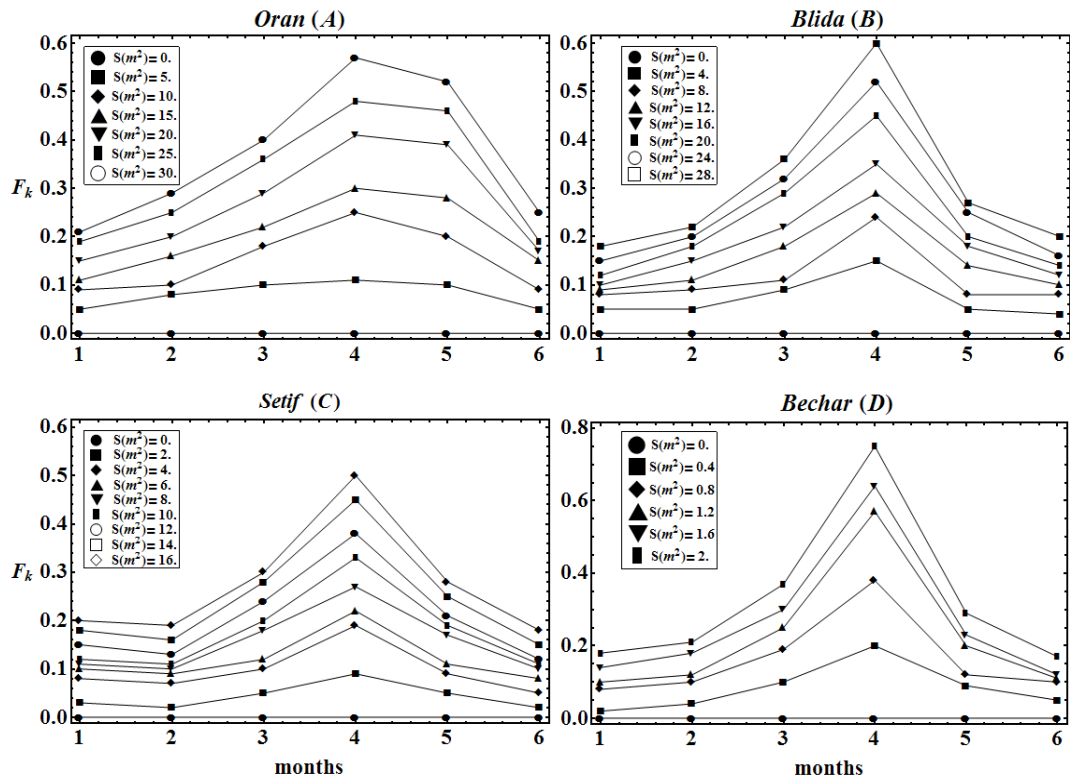 Oran (A)
F_k
0.6
0.5
0.4
0.3
0.2
0.1
0.0
S(m²)= 0.
S(m²)= 5.
S(m²)= 10.
S(m²)= 15.
S(m²)= 20.
S(m²)= 25.
S(m²)= 30.
1 2 3 4 5 6
Blida (B)
0.6
0.5
0.4
0.3
0.2
0.1
0.0
S(m²)= 0.
S(m²)= 4.
S(m²)= 8.
S(m²)= 12.
S(m²)= 16.
S(m²)= 20.
S(m²)= 24.
S(m²)= 28.
1 2 3 4 5 6
Setif (C)
F_k
0.6
0.5
0.4
0.3
0.2
0.1
0.0
S(m²)= 0.
S(m²)= 2.
S(m²)= 4.
S(m²)= 6.
S(m²)= 8.
S(m²)= 10.
S(m²)= 12.
S(m²)= 14.
S(m²)= 16.
1 2 3 4 5 6
months
Bechar (D)
0.8
0.6
0.4
0.2
0.0
S(m²)= 0.
S(m²)= 0.4
S(m²)= 0.8
S(m²)= 1.2
S(m²)= 1.6
S(m²)= 2.
1 2 3 4 5 6
months